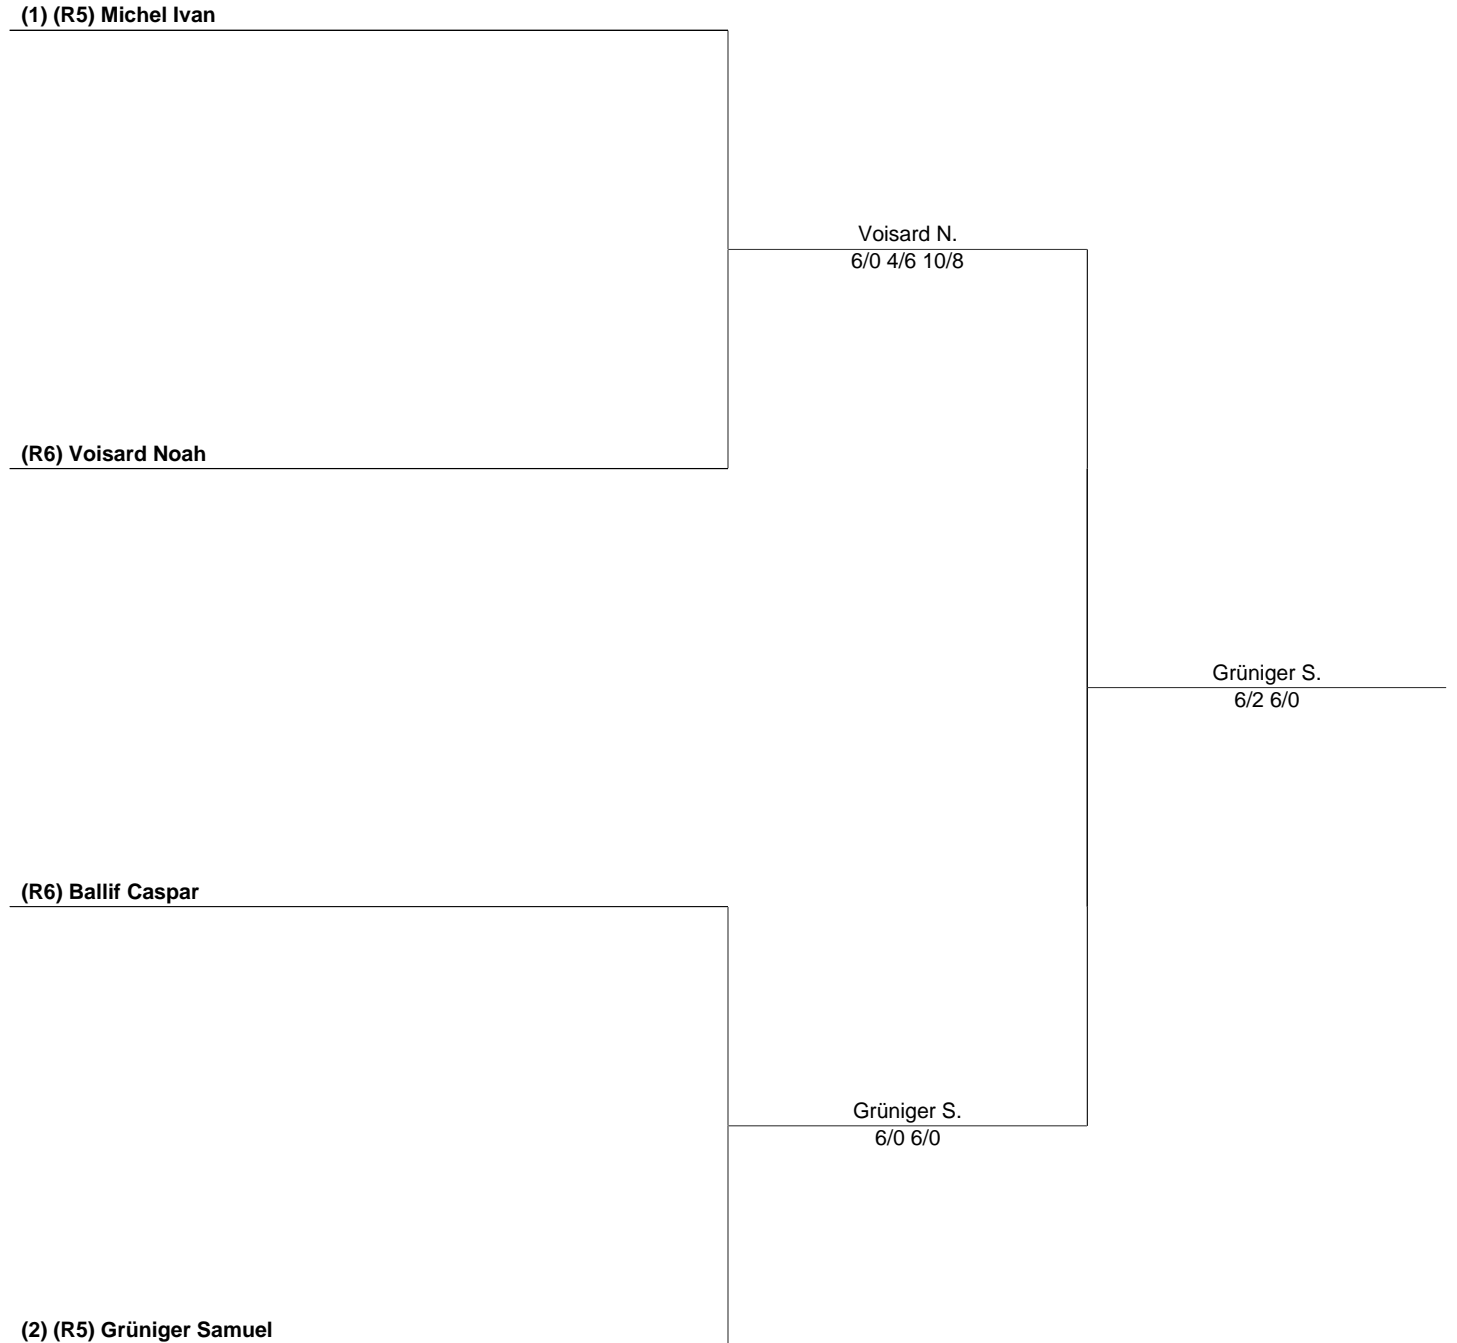 (1) (R5) Michel Ivan
Voisard N.
6/0 4/6 10/8
(R6) Voisard Noah
Grüniger S.
6/2 6/0
(R6) Ballif Caspar
Grüniger S.
6/0 6/0
(2) (R5) Grüniger Samuel